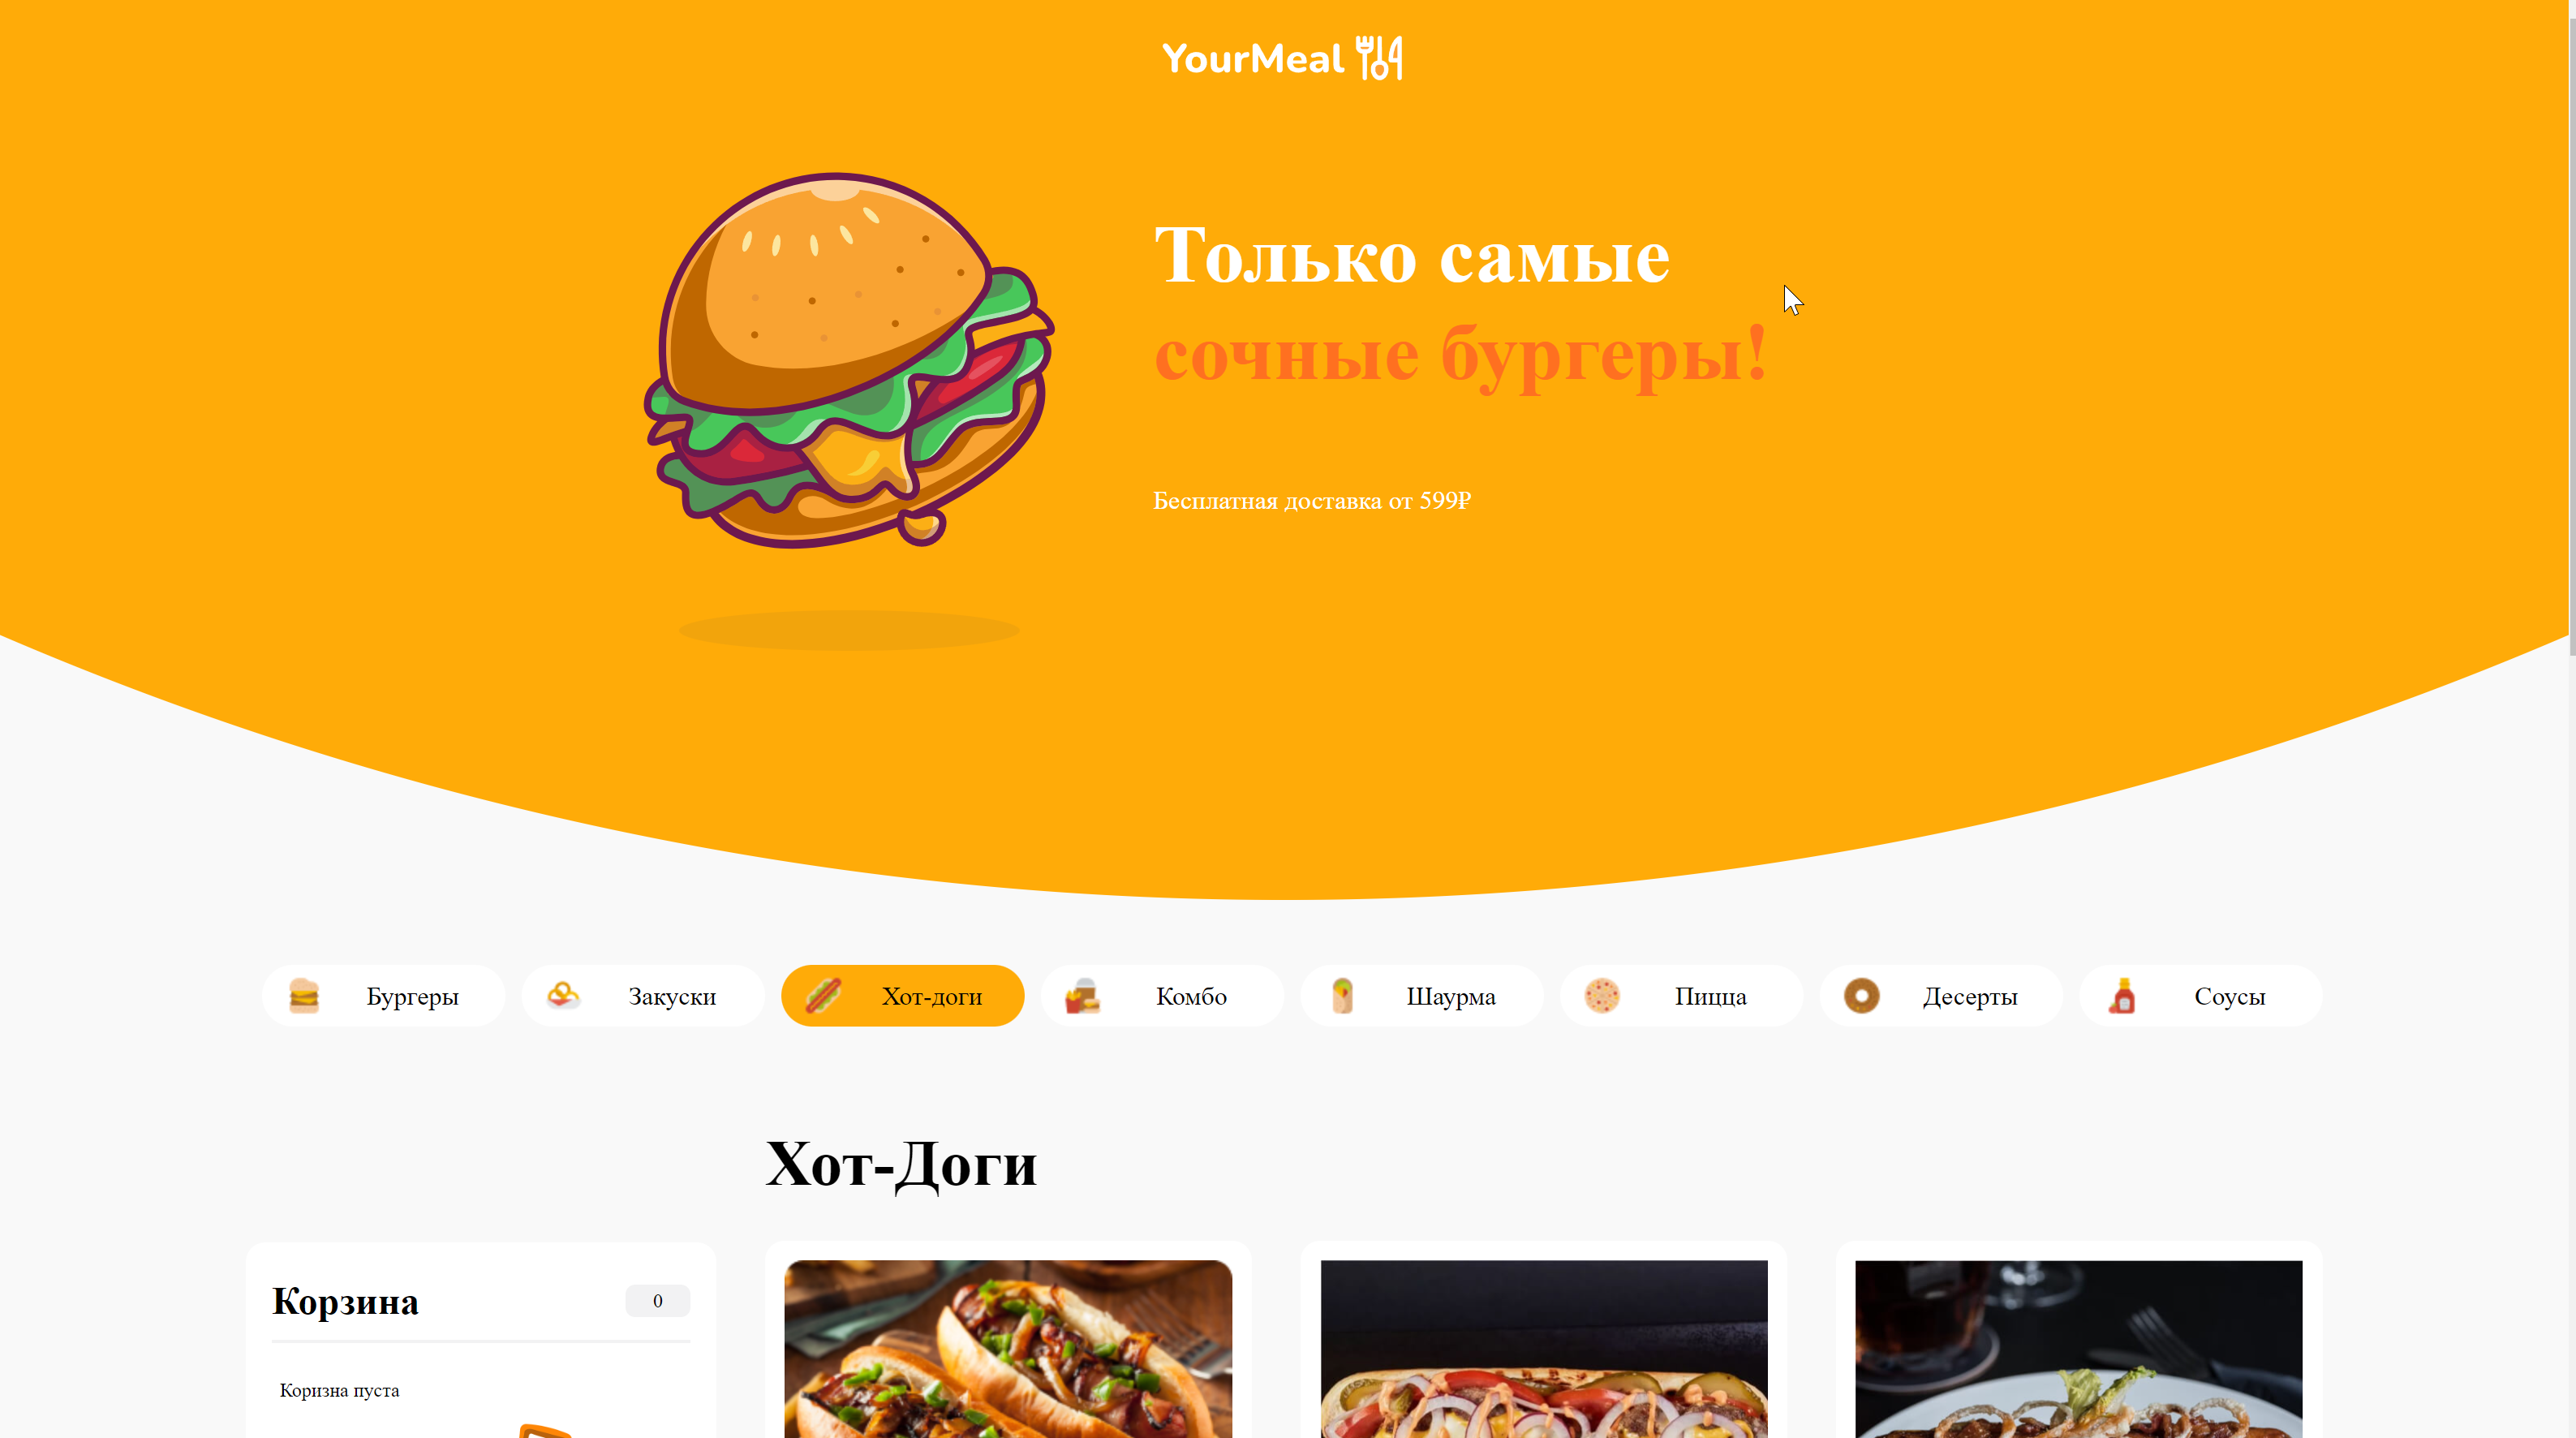 YourMeal
Только самые
сочные бургеры!
Бесплатная доставка от 599₽
Бургеры
Закуски
Хот-доги
Комбо
Шаурма
Пицца
Десерты
Соусы
Хот-Доги
Корзина
0
Коризна пуста